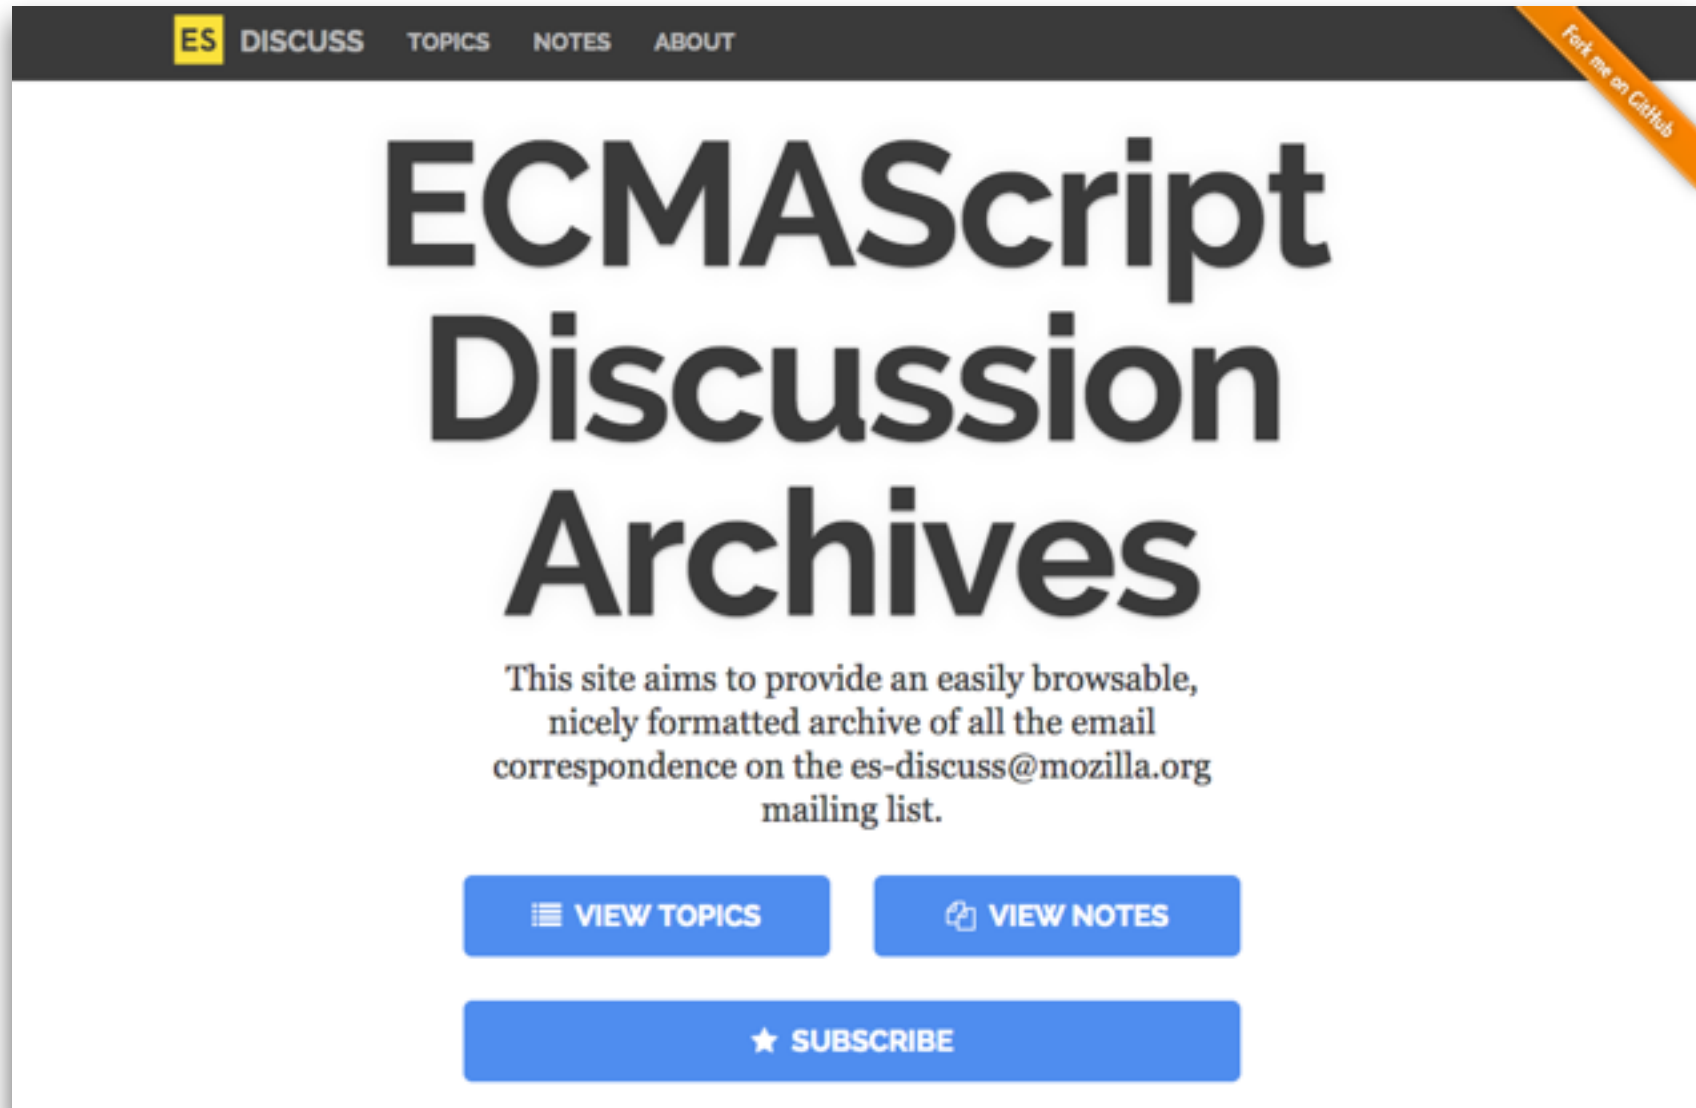 ES DISCUSS TOPICS NOTES ABOUT
Fork me on GitHub
ECMAScript
Discussion
Archives
This site aims to provide an easily browsable,
nicely formatted archive of all the email
correspondence on the es-discuss@mozilla.org
mailing list.
VIEW TOPICS
VIEW NOTES
SUBSCRIBE